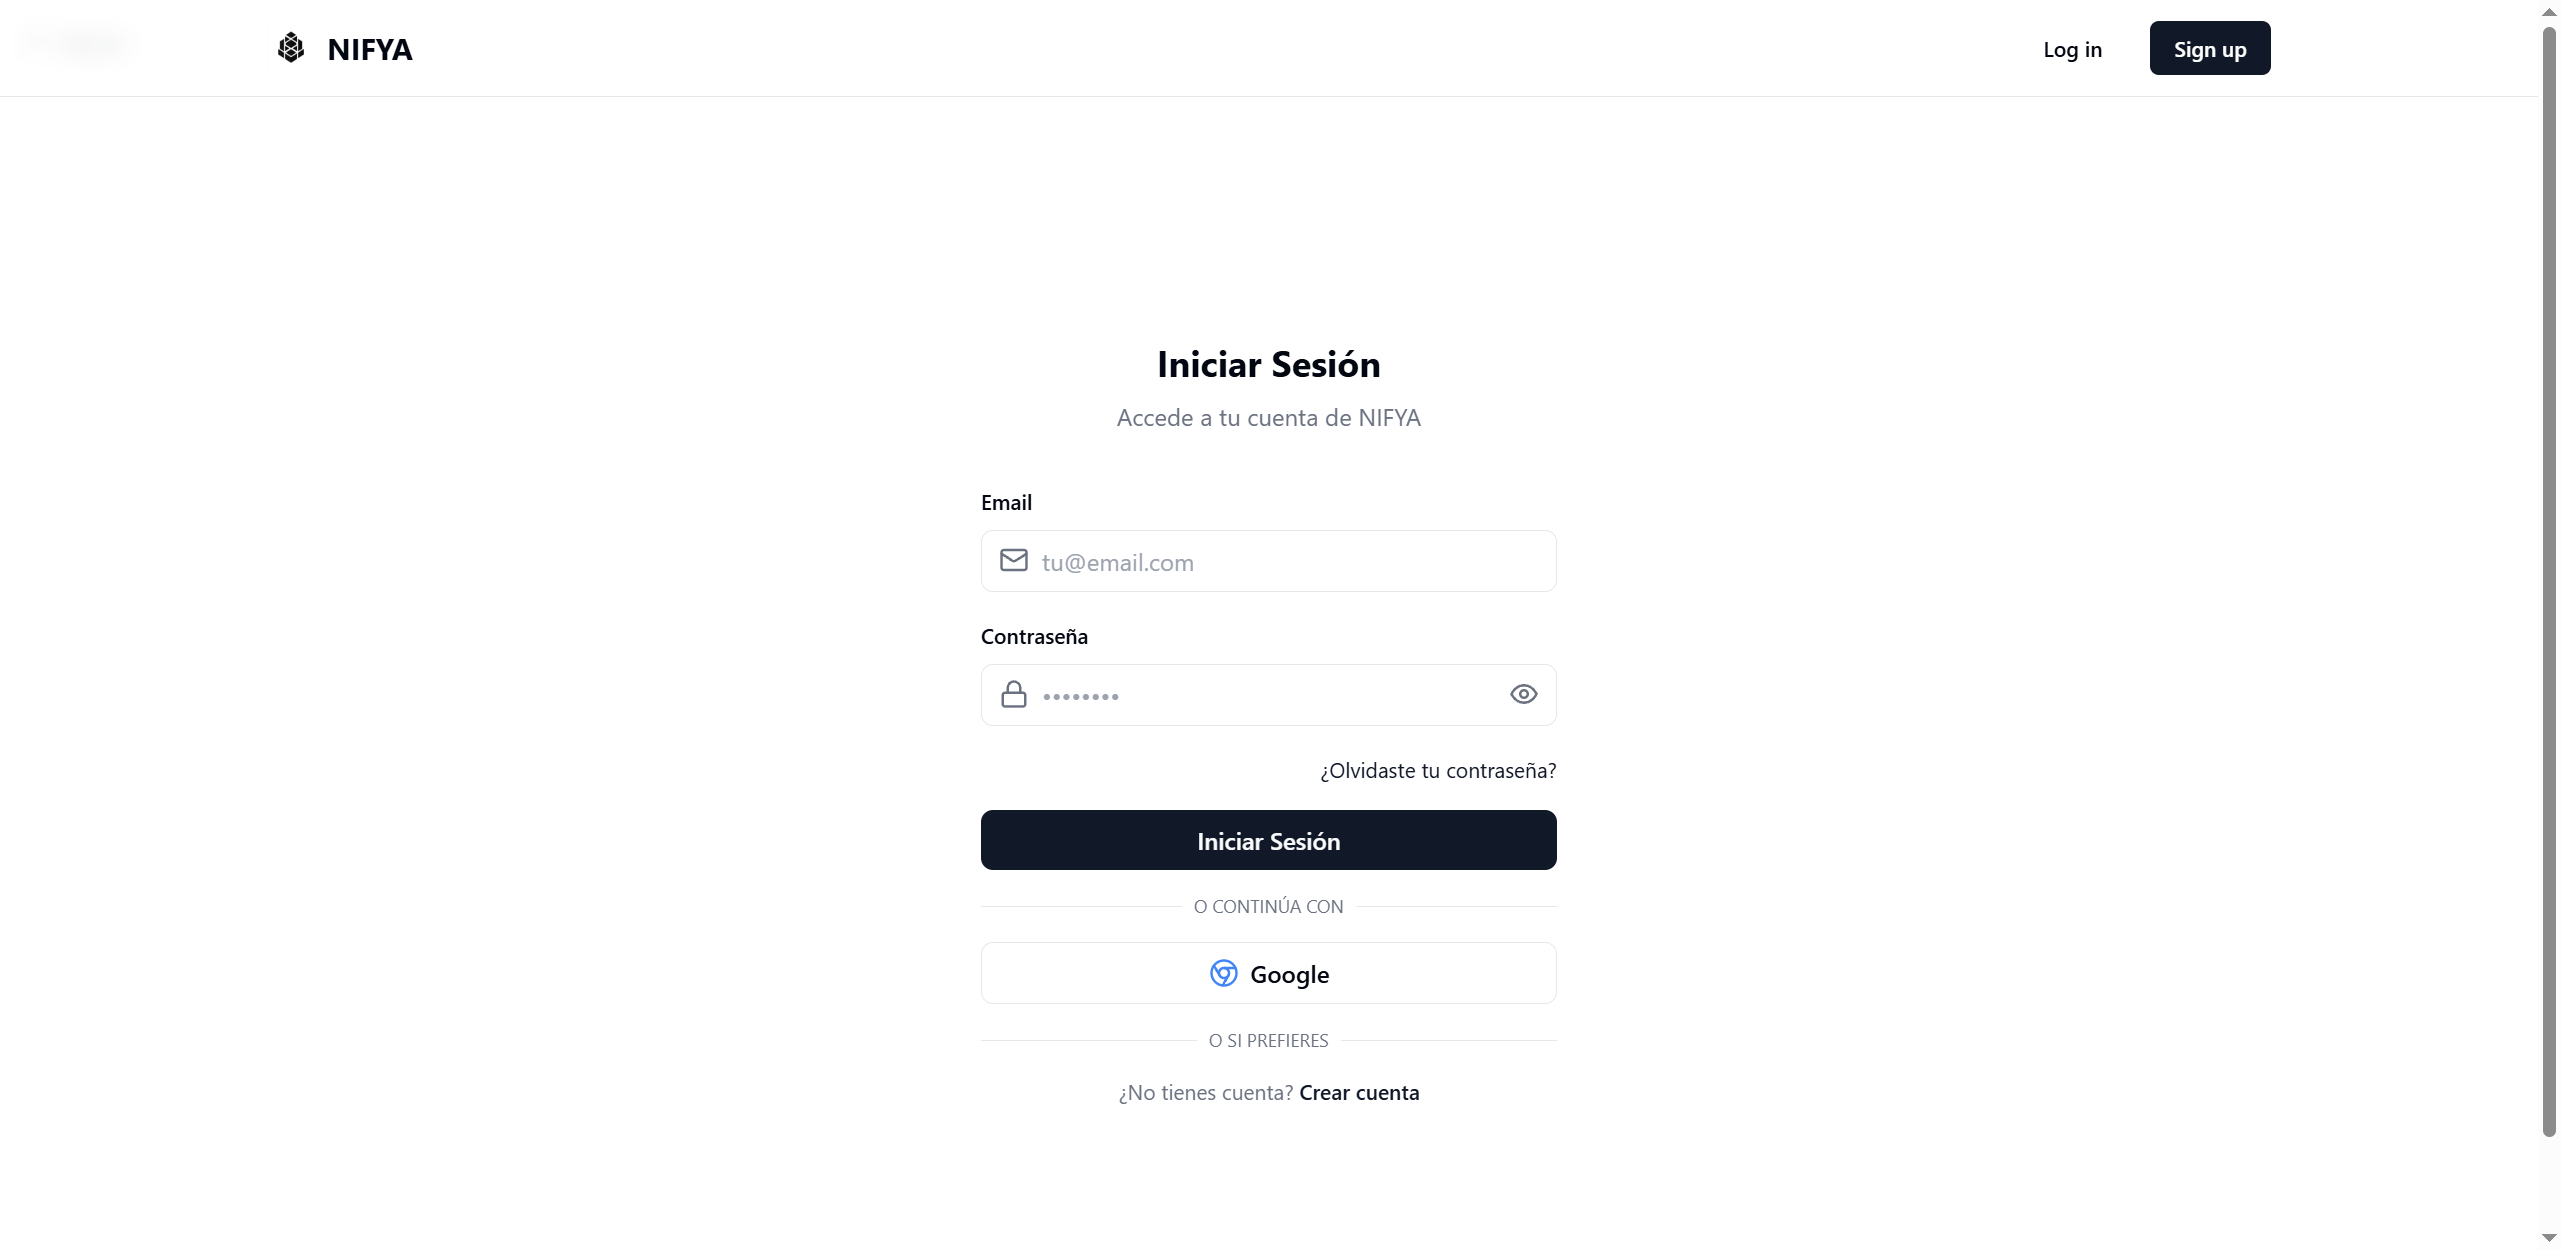 NIFYA
Log in
Sign up
Iniciar Sesión
Accede a tu cuenta de NIFYA
Email
tu@email.com
Contraseña
••••••••
¿Olvidaste tu contraseña?
Iniciar Sesión
O CONTINÚA CON
Google
O SI PREFIERES
¿No tienes cuenta? Crear cuenta